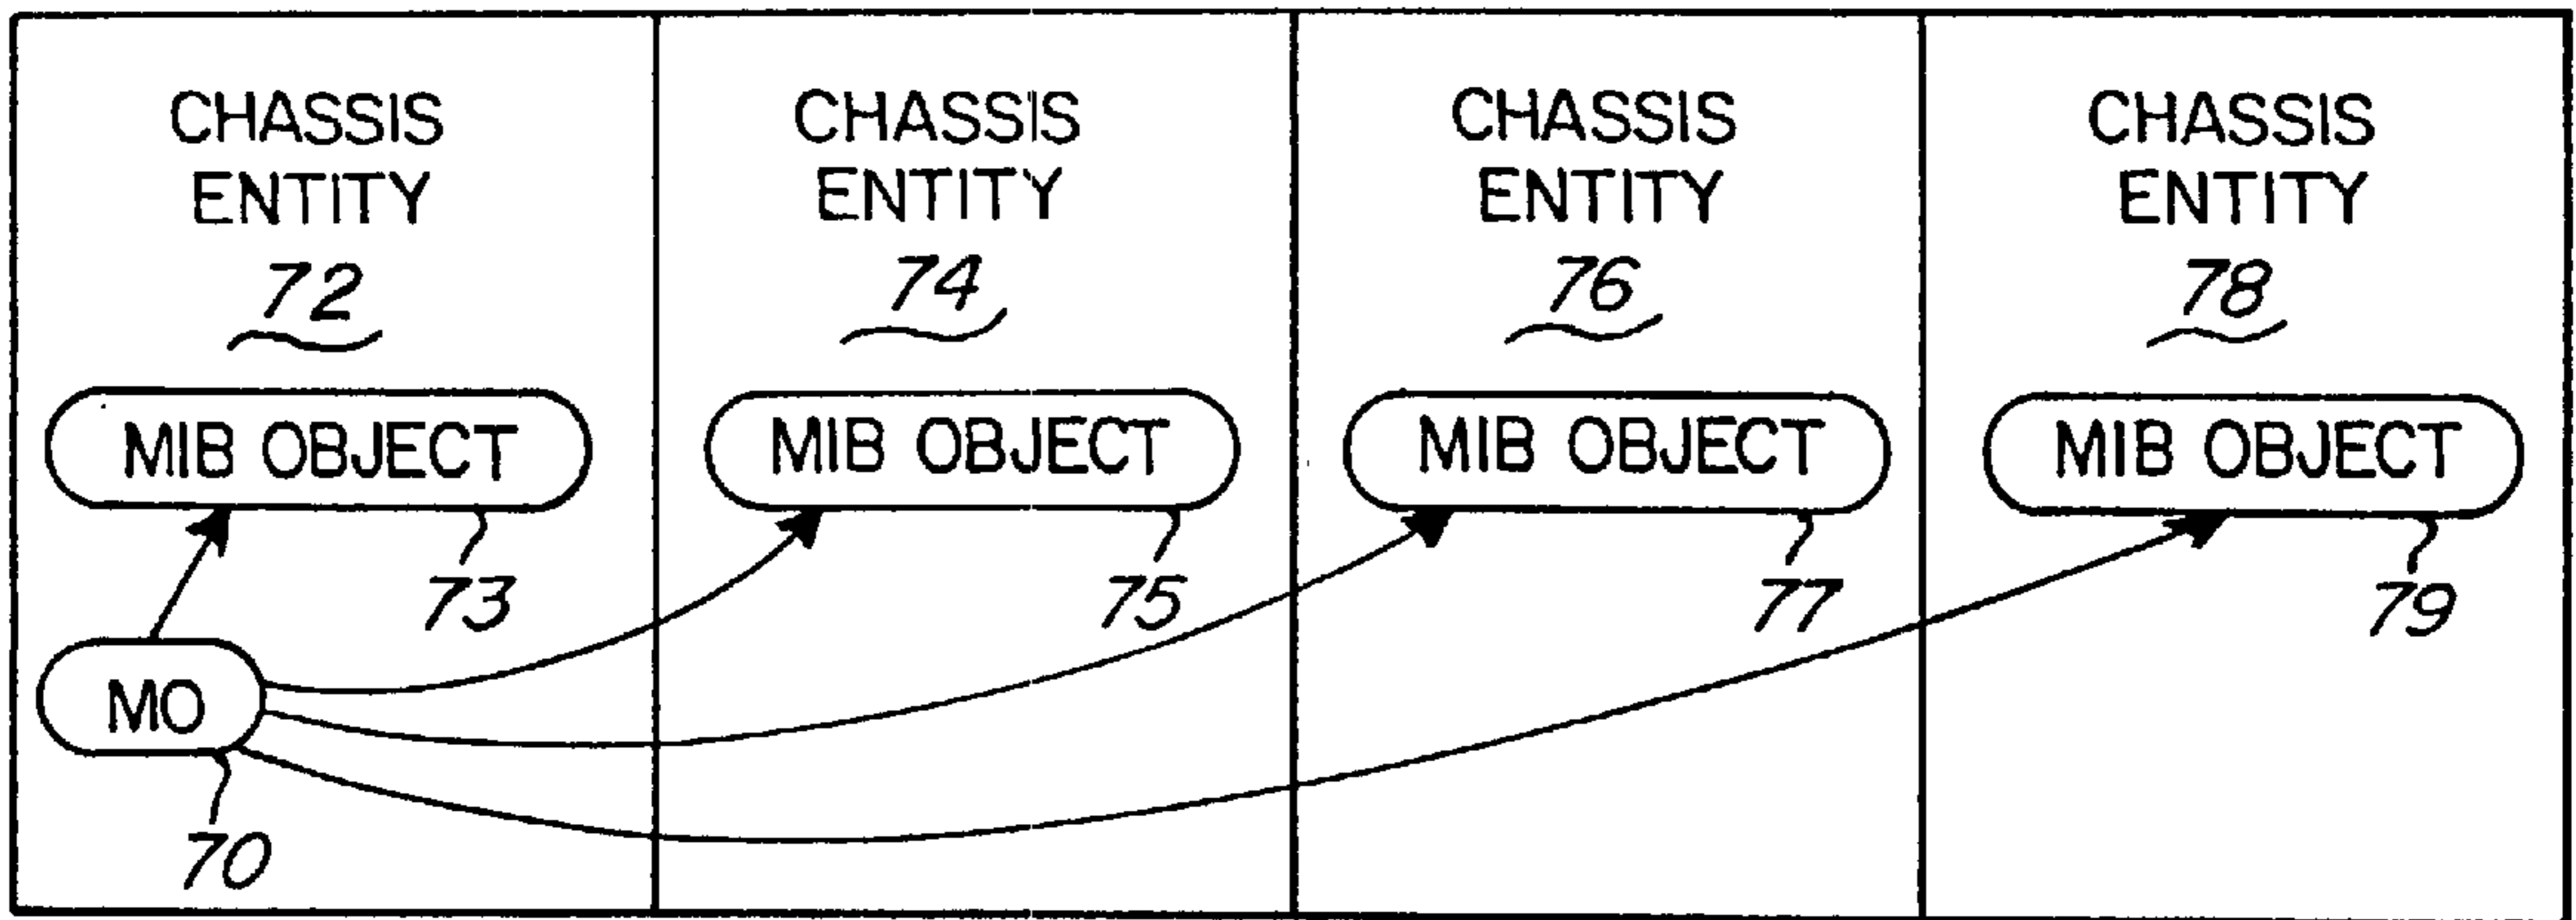 CHASSIS ENTITY
72
CHASSIS ENTITY
74
CHASSIS ENTITY
76
CHASSIS ENTITY
78
MIB OBJECT
MIB OBJECT
MIB OBJECT
MIB OBJECT
73
75
77
79
MO
70